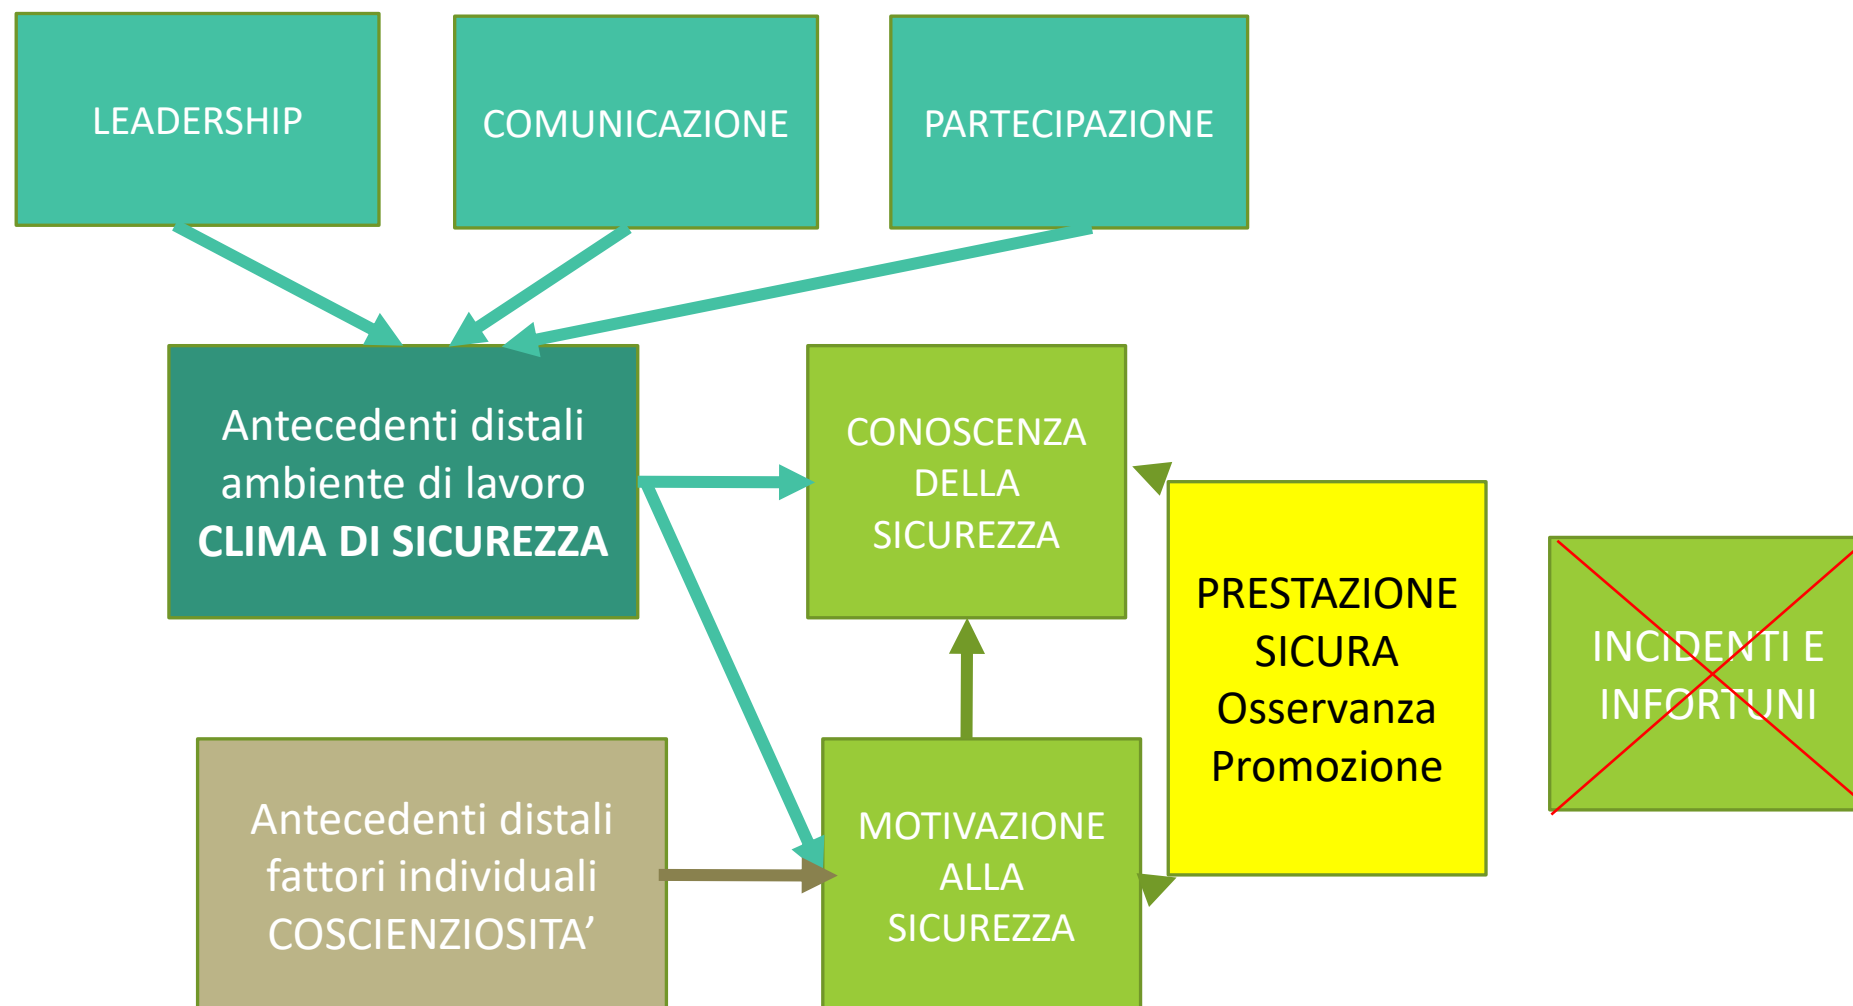 LEADERSHIP
COMUNICAZIONE
PARTECIPAZIONE
Antecedenti distali
ambiente di lavoro
CLIMA DI SICUREZZA
CONOSCENZA
DELLA
SICUREZZA
PRESTAZIONE
SICURA
Osservanza
Promozione
INCIDENTI E
INFORTUNI
Antecedenti distali
fattori individuali
COSCIENZIOSITA’
MOTIVAZIONE
ALLA
SICUREZZA